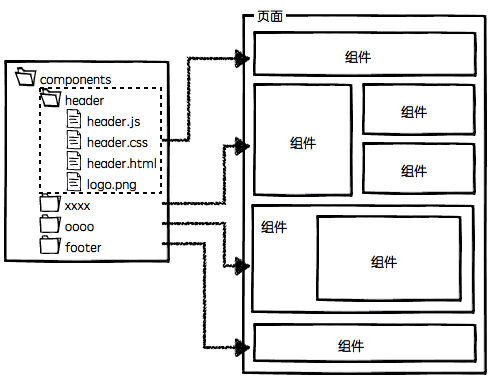 components
header
header.js
header.css
header.html
logo.png
xxxx
oooo
footer
页面
组件
组件
组件
组件
组件
组件
组件